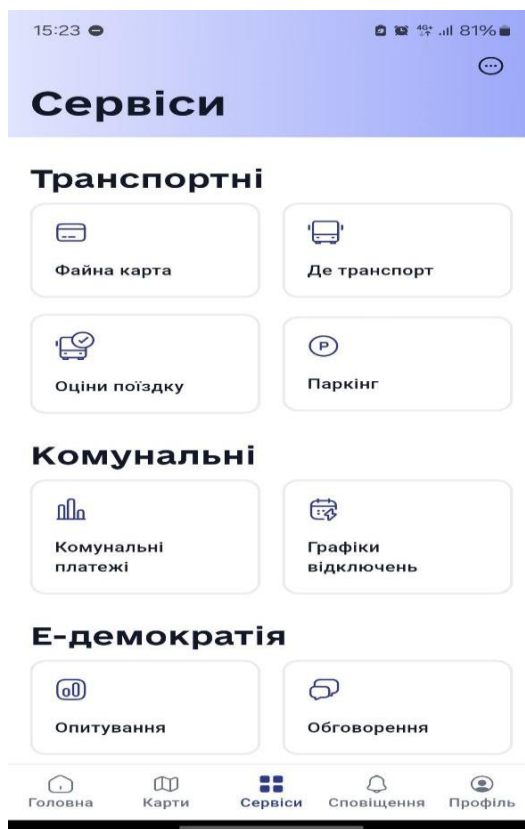 15:23
4G+ 81%
Сервіси
Транспортні
Файна карта
Де транспорт
Оціни поїздку
P
Паркінг
Комунальні
Комунальні
платежі
Графіки
відключень
Е-демократія
Опитування
Обговорення
Головна
Карти
Сервіси
Сповіщення
Профіль